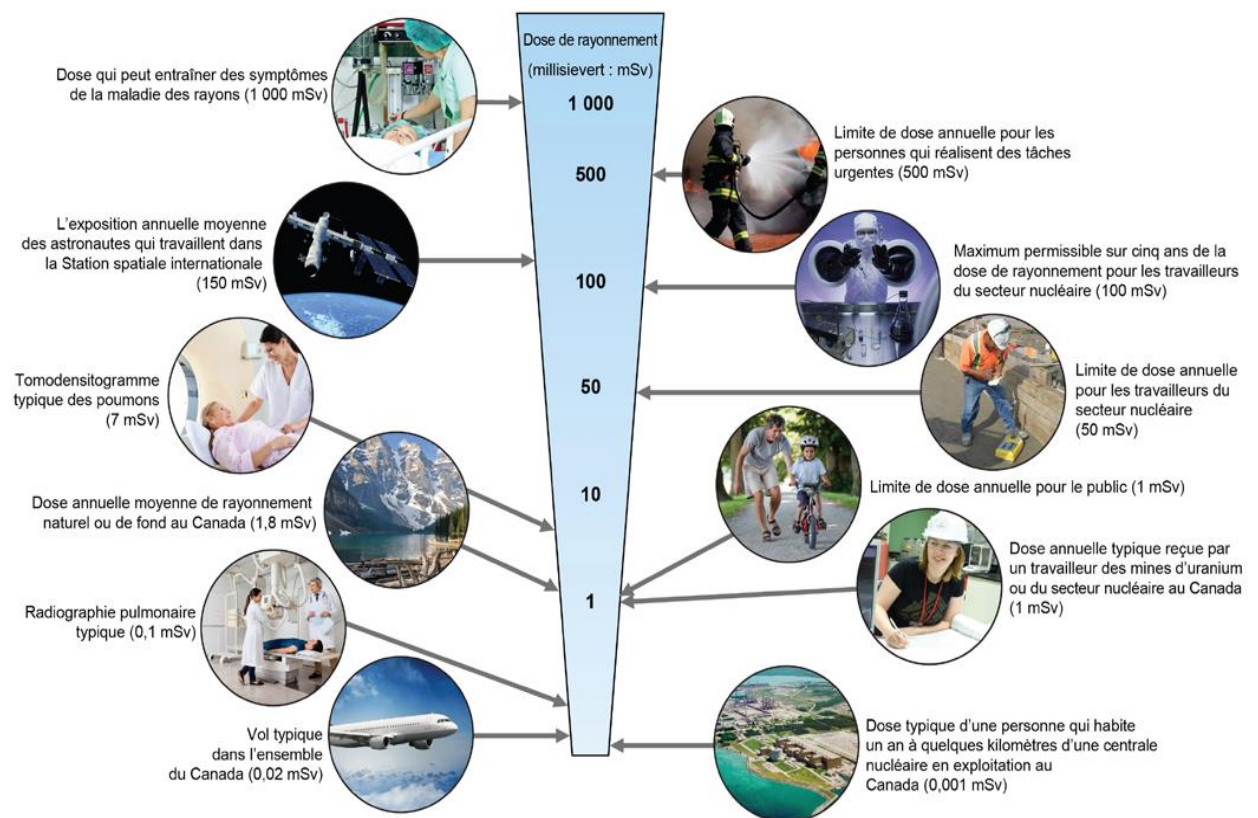 Dose de rayonnement
(millisievert : mSv)
1 000
500
100
50
10
1
Dose qui peut entraîner des symptômes
de la maladie des rayons (1 000 mSv)
L'exposition annuelle moyenne
des astronautes qui travaillent dans
la Station spatiale internationale
(150 mSv)
Tomodensitogramme
typique des poumons
(7 mSv)
Dose annuelle moyenne de rayonnement
naturel ou de fond au Canada (1,8 mSv)
Radiographie pulmonaire
typique (0,1 mSv)
Vol typique
dans l'ensemble
du Canada (0,02 mSv)
Limite de dose annuelle pour les
personnes qui réalisent des tâches
urgentes (500 mSv)
Maximum permissible sur cinq ans de la
dose de rayonnement pour les travailleurs
du secteur nucléaire (100 mSv)
Limite de dose annuelle
pour les travailleurs du
secteur nucléaire
(50 mSv)
Limite de dose annuelle pour le public (1 mSv)
Dose annuelle typique reçue par
un travailleur des mines d'uranium
ou du secteur nucléaire au Canada
(1 mSv)
Dose typique d'une personne qui habite
un an à quelques kilomètres d'une centrale
nucléaire en exploitation au
Canada (0,001 mSv)